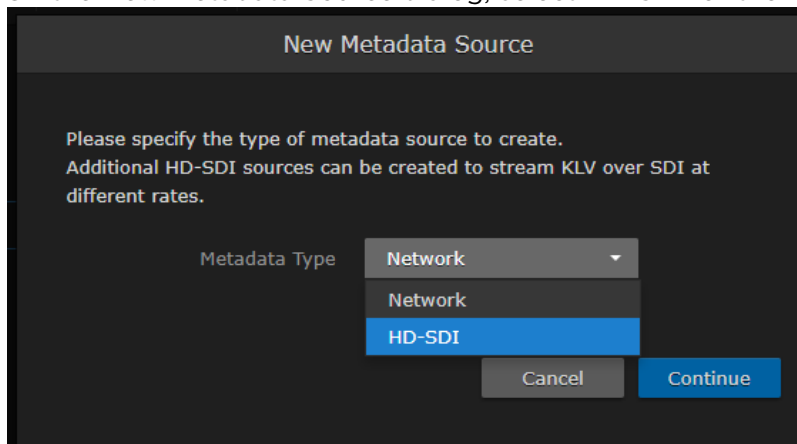 New Metadata Source
Please specify the type of metadata source to create.
Additional HD-SDI sources can be created to stream KLV over SDI at
different rates.
Metadata Type Network
Network
HD-SDI
Cancel Continue